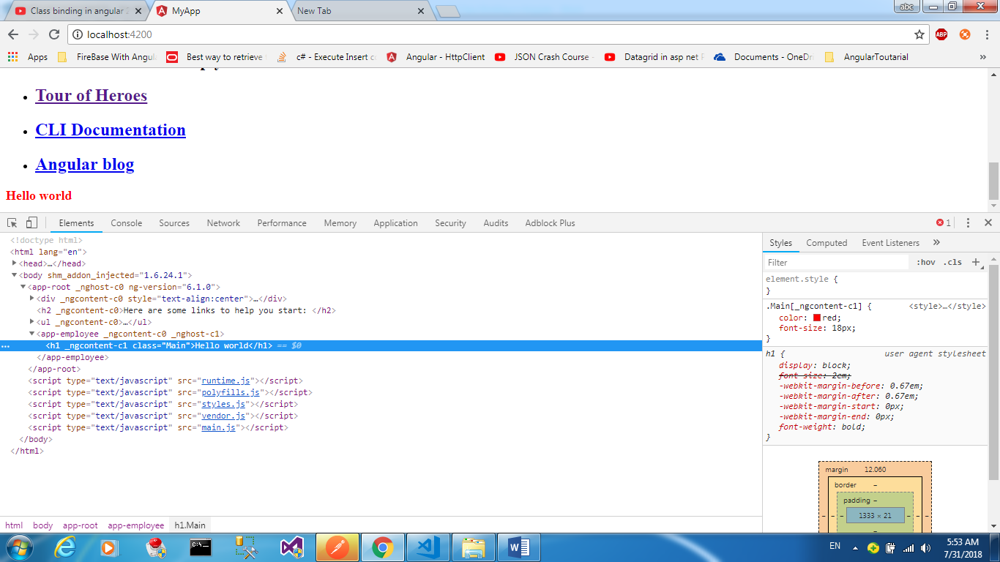 Class binding in angular 2
MyApp
New Tab
abc
localhost:4200
ABP
Apps
FireBase With Angula
Best way to retrieve
c# - Execute Insert c
Angular - HttpClient
JSON Crash Course -
Datagrid in asp net
Documents - OneDri
AngularToutarial
»
• Tour of Heroes
• CLI Documentation
• Angular blog
Hello world
Elements Console Sources Network Performance Memory Application Security Audits Adblock Plus
1
<!doctype html>
<html lang="en">
<head>…</head>
<body shm_addon_injected="1.6.24.1">
<app-root _nghost-c0 ng-version="6.1.0">
<div _ngcontent-c0 style="text-align:center">…</div>
<h2 _ngcontent-c0>Here are some links to help you start: </h2>
<ul _ngcontent-c0>…</ul>
<app-employee _ngcontent-c0 _nghost-c1>
... <h1 _ngcontent-c1 class="Main">Hello world</h1> == $0
</app-employee>
</app-root>
<script type="text/javascript" src="runtime.js"></script>
<script type="text/javascript" src="polyfills.js"></script>
<script type="text/javascript" src="styles.js"></script>
<script type="text/javascript" src="vendor.js"></script>
<script type="text/javascript" src="main.js"></script>
</body>
</html>
html body app-root app-employee h1.Main
Styles Computed Event Listeners »
Filter :hov .cls +
element.style {
}
.Main[_ngcontent-c1] { <style>…</style>
color: red;
font-size: 18px;
}
h1 { user agent stylesheet
display: block;
font-size: 2em;
-webkit-margin-before: 0.67em;
-webkit-margin-after: 0.67em;
-webkit-margin-start: 0px;
-webkit-margin-end: 0px;
font-weight: bold;
}
margin 12.060
border –
padding –
– – – 1333 × 21 – – –
–
C:\_
EN
5:53 AM
7/31/2018